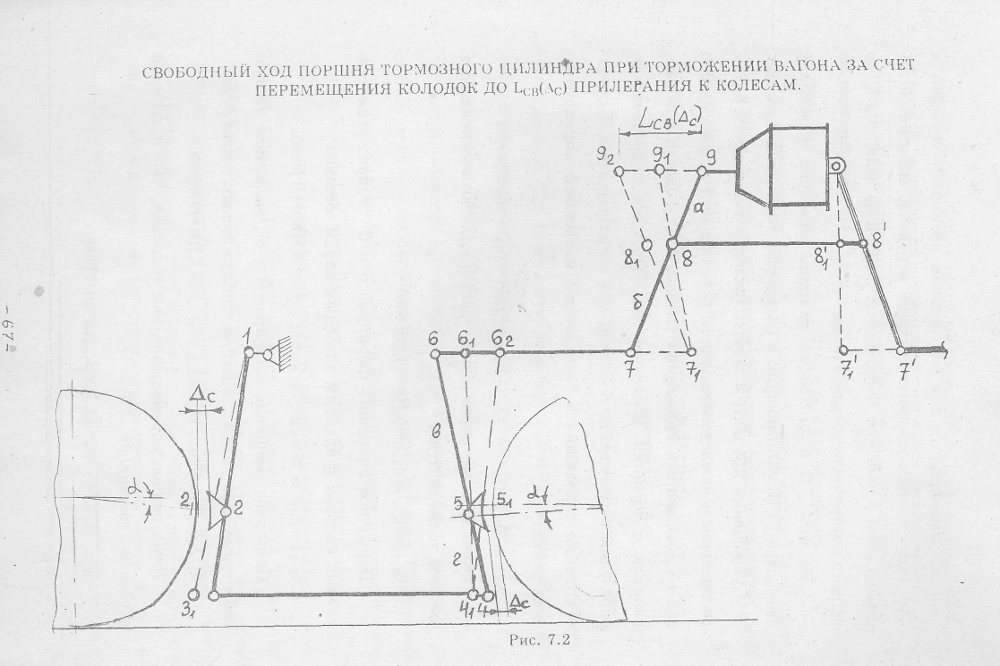 СВОБОДНЫЙ ХОД ПОРШНЯ ТОРМОЗНОГО ЦИЛИНДРА ПРИ ТОРМОЖЕНИИ ВАГОНА ЗА СЧЕТ
ПЕРЕМЕЩЕНИЯ КОЛОДОК ДО LСВ(ΔС) ПРИЛЕГАНИЯ К КОЛЕСАМ.
LСВ(Δс)
9₂ 9₁ 9
а
8₁ 8 8₁' 8'
б
1 6 6₁ 6₂ 7 7₁ 7₁' 7'
Δс
в
α 2₁ 2 5 5₁ α
г
3₁ 4₁ 4 Δс
Рис. 7.2
- 67 -